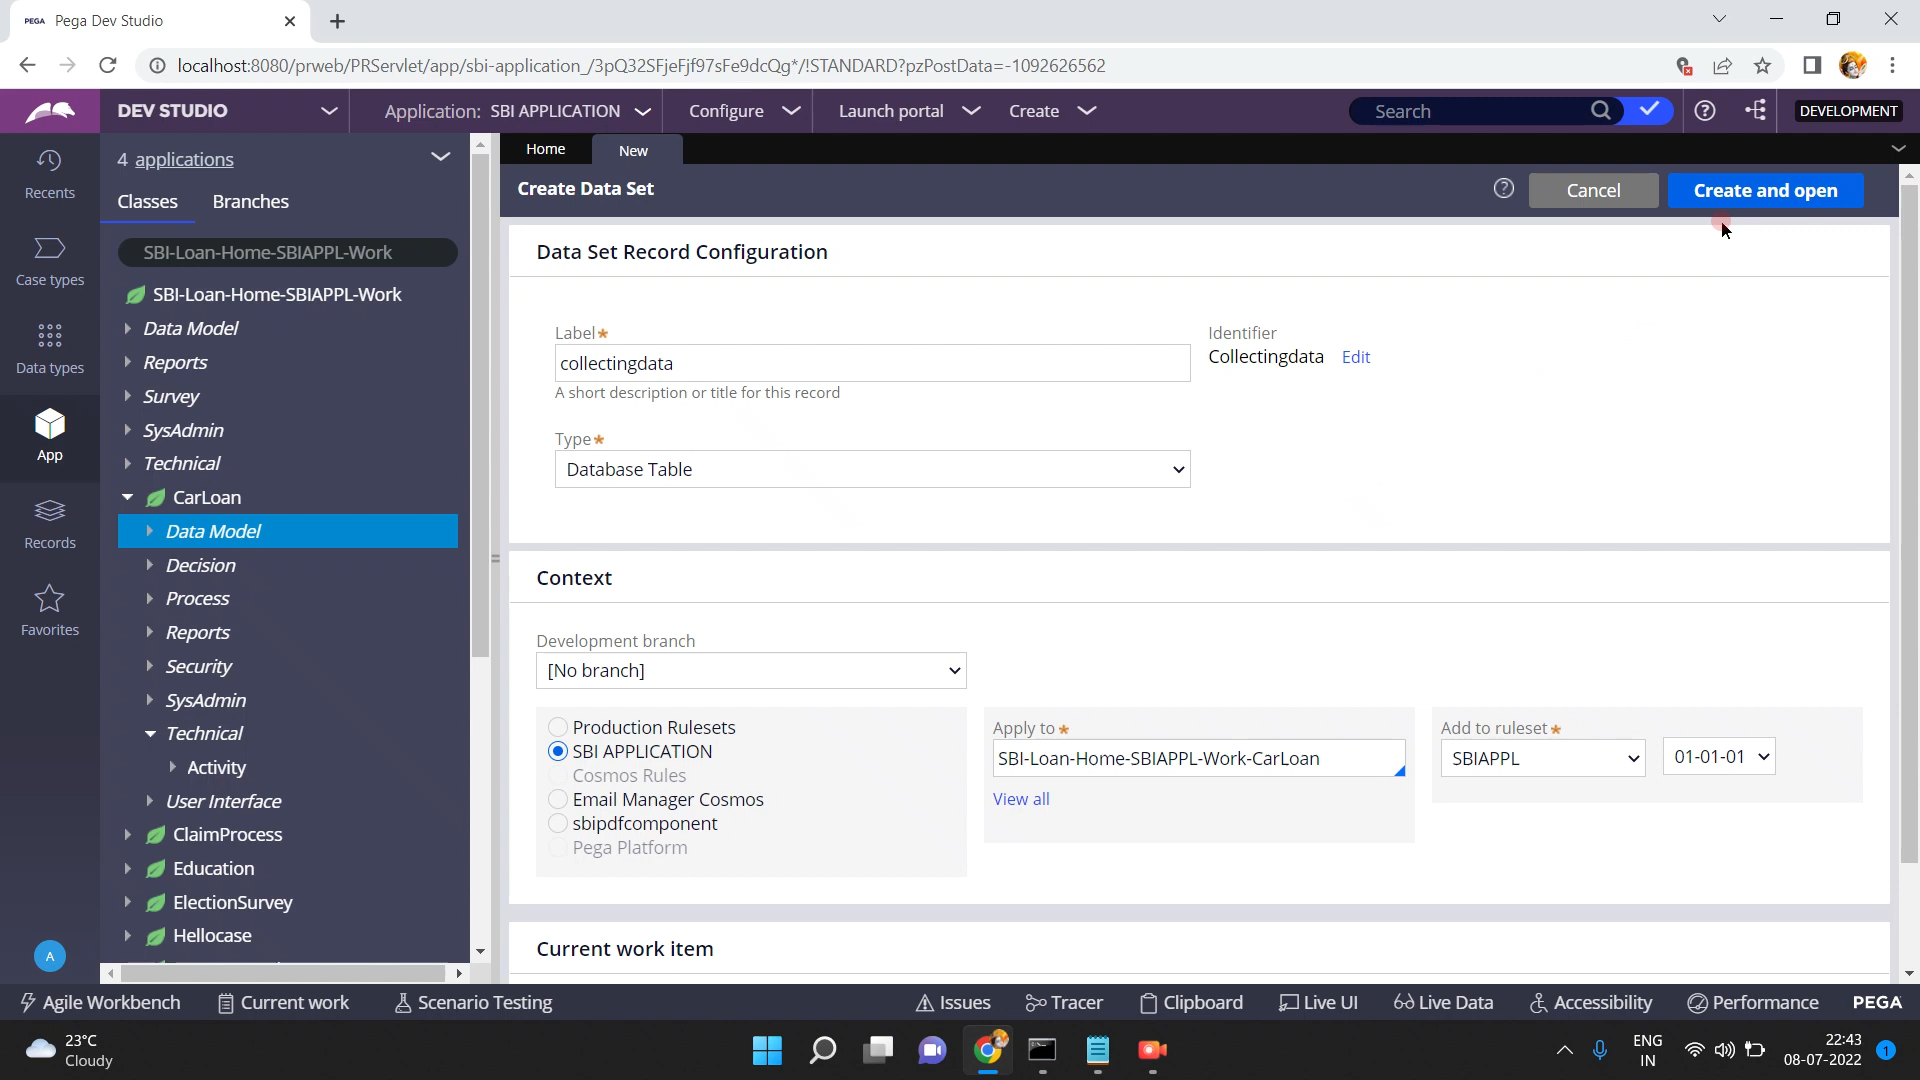 PEGA Pega Dev Studio
localhost:8080/prweb/PRServlet/app/sbi-application_/3pQ32SFjeFjf97sFe9dcQg*/!STANDARD?pzPostData=-1092626562
DEV STUDIO
Application: SBI APPLICATION
Configure
Launch portal
Create
Search
DEVELOPMENT
Recents
Case types
Data types
App
Records
Favorites
A
4 applications
Classes
Branches
SBI-Loan-Home-SBIAPPL-Work
SBI-Loan-Home-SBIAPPL-Work
Data Model
Reports
Survey
SysAdmin
Technical
CarLoan
Data Model
Decision
Process
Reports
Security
SysAdmin
Technical
Activity
User Interface
ClaimProcess
Education
ElectionSurvey
Hellocase
Home
New
Create Data Set
Cancel
Create and open
Data Set Record Configuration
Label*
collectingdata
A short description or title for this record
Identifier
Collectingdata Edit
Type*
Database Table
Context
Development branch
[No branch]
Production Rulesets
SBI APPLICATION
Cosmos Rules
Email Manager Cosmos
sbipdfcomponent
Pega Platform
Apply to *
SBI-Loan-Home-SBIAPPL-Work-CarLoan
View all
Add to ruleset*
SBIAPPL
01-01-01
Current work item
Agile Workbench
Current work
Scenario Testing
Issues
Tracer
Clipboard
Live UI
Live Data
Accessibility
Performance
PEGA
23°C
Cloudy
ENG
IN
22:43
08-07-2022
1